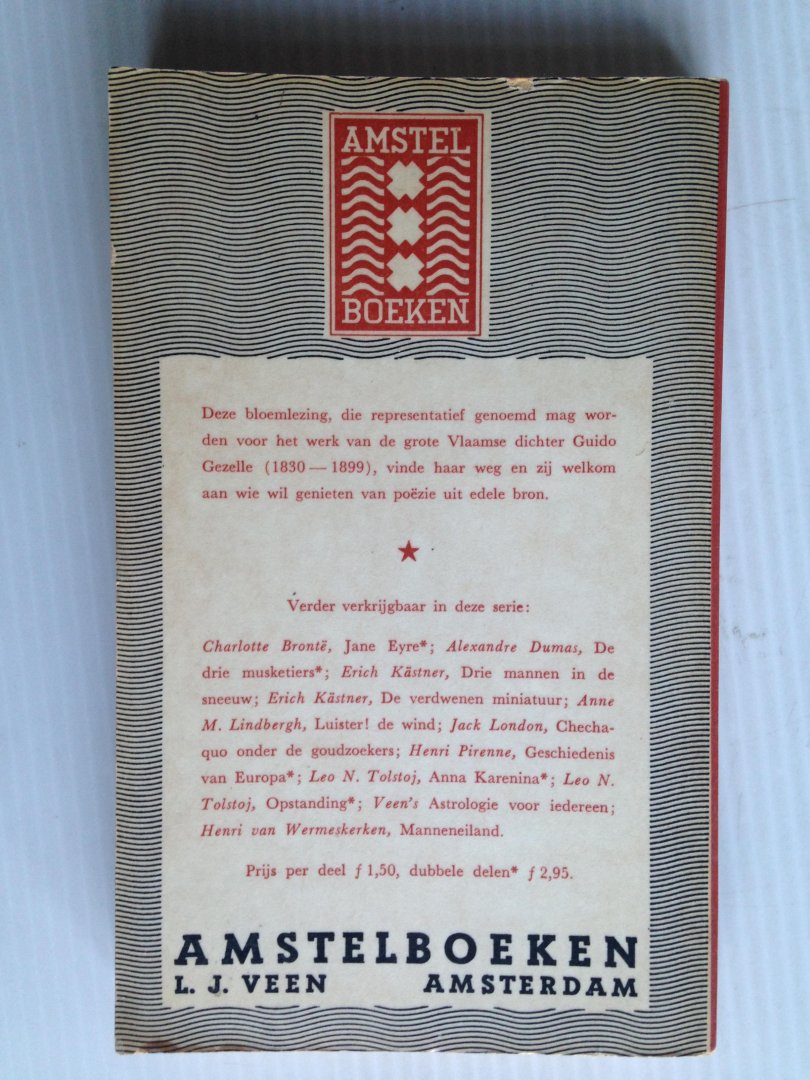 AMSTEL
BOEKEN
Deze bloemlezing, die representatief genoemd mag wor-
den voor het werk van de grote Vlaamse dichter Guido
Gezelle (1830 — 1899), vinde haar weg en zij welkom
aan wie wil genieten van poëzie uit edele bron.
★
Verder verkrijgbaar in deze serie:
Charlotte Brontë, Jane Eyre*; Alexandre Dumas, De
drie musketiers*; Erich Kästner, Drie mannen in de
sneeuw; Erich Kästner, De verdwenen miniatuur; Anne
M. Lindbergh, Luister! de wind; Jack London, Checha-
quo onder de goudzoekers; Henri Pirenne, Geschiedenis
van Europa*; Leo N. Tolstoj, Anna Karenina*; Leo N.
Tolstoj, Opstanding*; Veen's Astrologie voor iedereen;
Henri van Wermeskerken, Manneneiland.
Prijs per deel ƒ 1,50, dubbele delen* ƒ 2,95.
AMSTELBOEKEN
L. J. VEEN AMSTERDAM